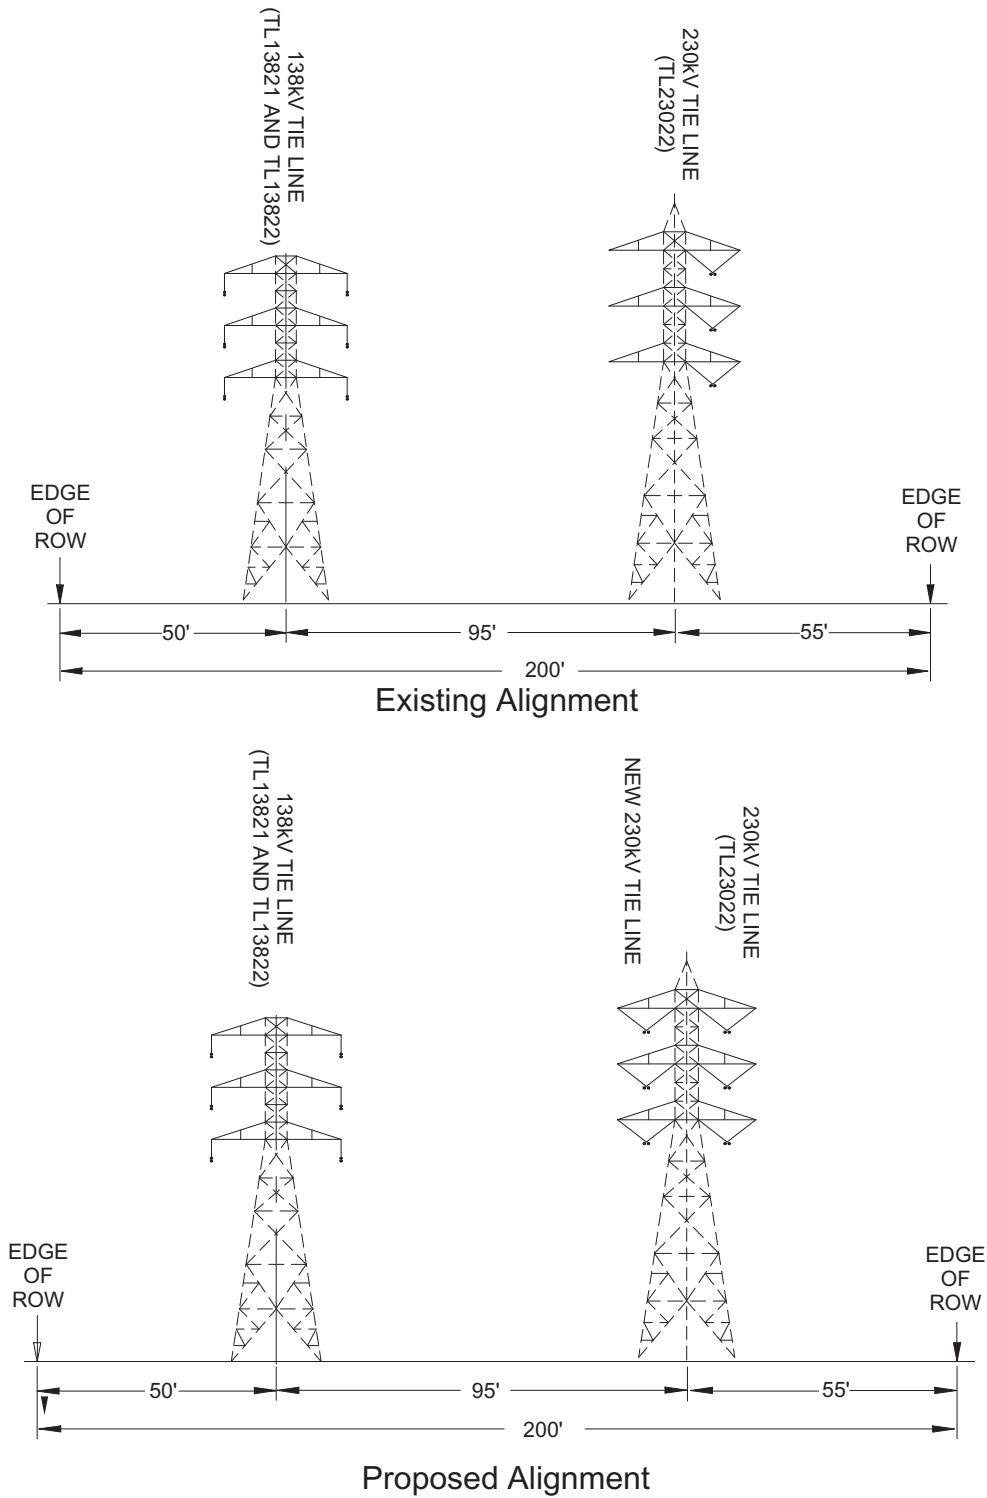 138kV TIE LINE
(TL13821 AND TL13822)
230kV TIE LINE
(TL23022)
EDGE
OF
ROW
EDGE
OF
ROW
50'
95'
55'
200'
Existing Alignment
138kV TIE LINE
(TL13821 AND TL13822)
NEW 230kV TIE LINE
230kV TIE LINE
(TL23022)
EDGE
OF
ROW
EDGE
OF
ROW
50'
95'
55'
200'
Proposed Alignment